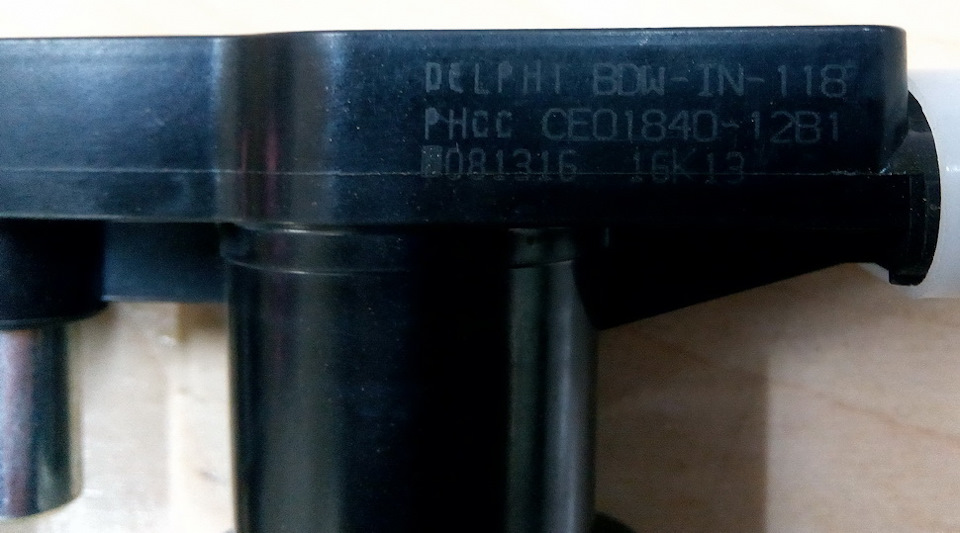 DELPHI BDW-IN-118
PHCC CE01840-12B1
081316 16K13